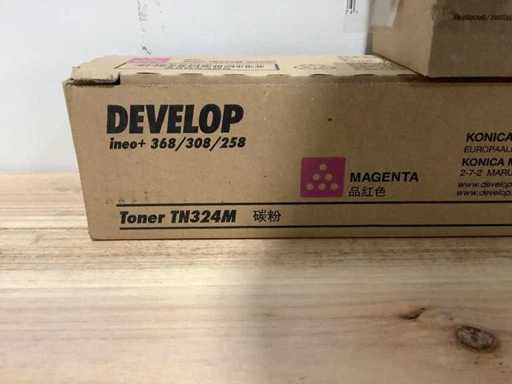 DEVELOP
ineo+ 368/308/258
MAGENTA
品紅色
Toner TN324M 碳粉
KONICA
EUROPAAL
KONICA M
2-7-2 MARU
www.develop
www.develop